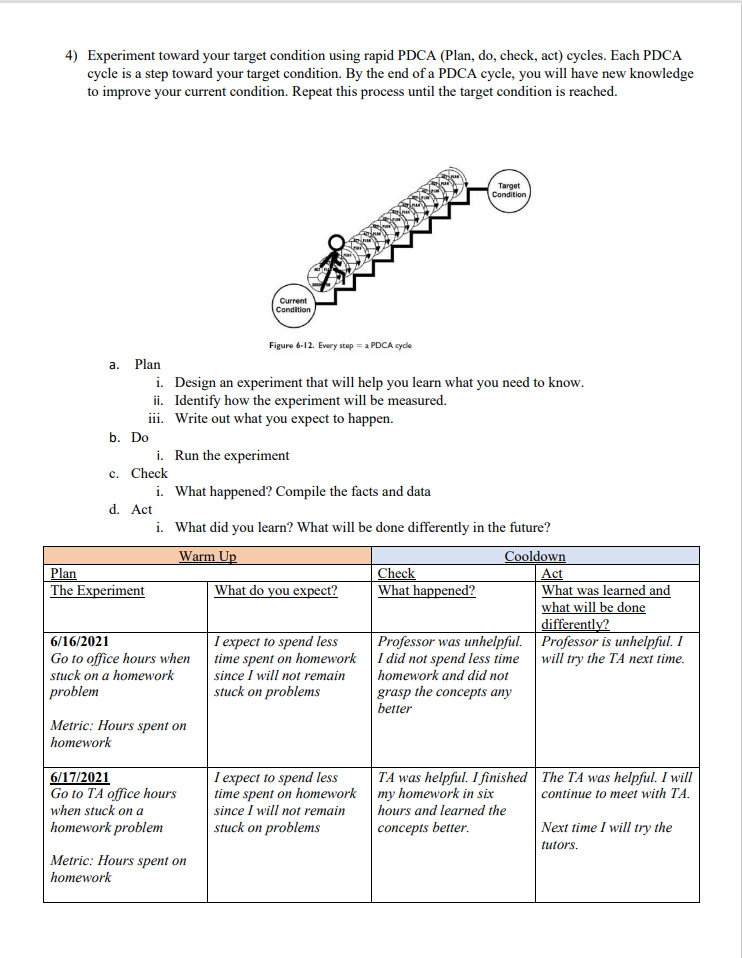 4) Experiment toward your target condition using rapid PDCA (Plan, do, check, act) cycles. Each PDCA
cycle is a step toward your target condition. By the end of a PDCA cycle, you will have new knowledge
to improve your current condition. Repeat this process until the target condition is reached.
Target
Condition
Current
Condition
Figure 6-12. Every step = a PDCA cycle
a. Plan
i. Design an experiment that will help you learn what you need to know.
ii. Identify how the experiment will be measured.
iii. Write out what you expect to happen.
b. Do
i. Run the experiment
c. Check
i. What happened? Compile the facts and data
d. Act
i. What did you learn? What will be done differently in the future?
Warm Up
Cooldown
Plan
Check
Act
The Experiment
What do you expect?
What happened?
What was learned and
what will be done
differently?
6/16/2021
Go to office hours when
stuck on a homework
problem
Metric: Hours spent on
homework
I expect to spend less
time spent on homework
since I will not remain
stuck on problems
Professor was unhelpful.
I did not spend less time
homework and did not
grasp the concepts any
better
Professor is unhelpful. I
will try the TA next time.
6/17/2021
Go to TA office hours
when stuck on a
homework problem
Metric: Hours spent on
homework
I expect to spend less
time spent on homework
since I will not remain
stuck on problems
TA was helpful. I finished
my homework in six
hours and learned the
concepts better.
The TA was helpful. I will
continue to meet with TA.
Next time I will try the
tutors.